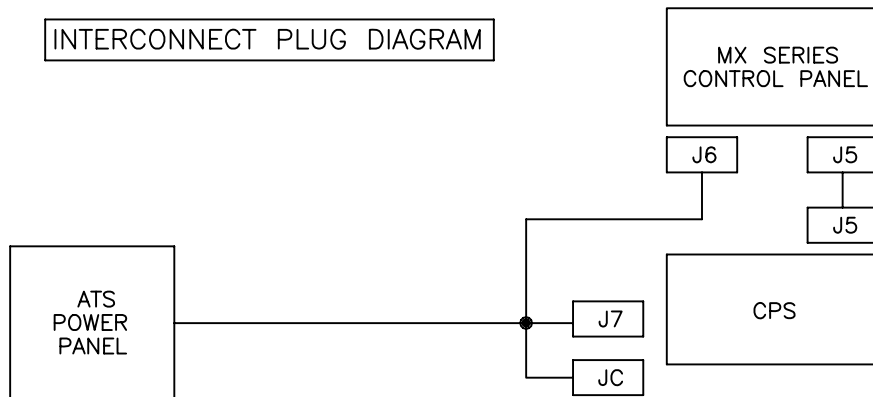 INTERCONNECT PLUG DIAGRAM
MX SERIES
CONTROL PANEL
J6
J5
J5
ATS
POWER
PANEL
J7
CPS
JC